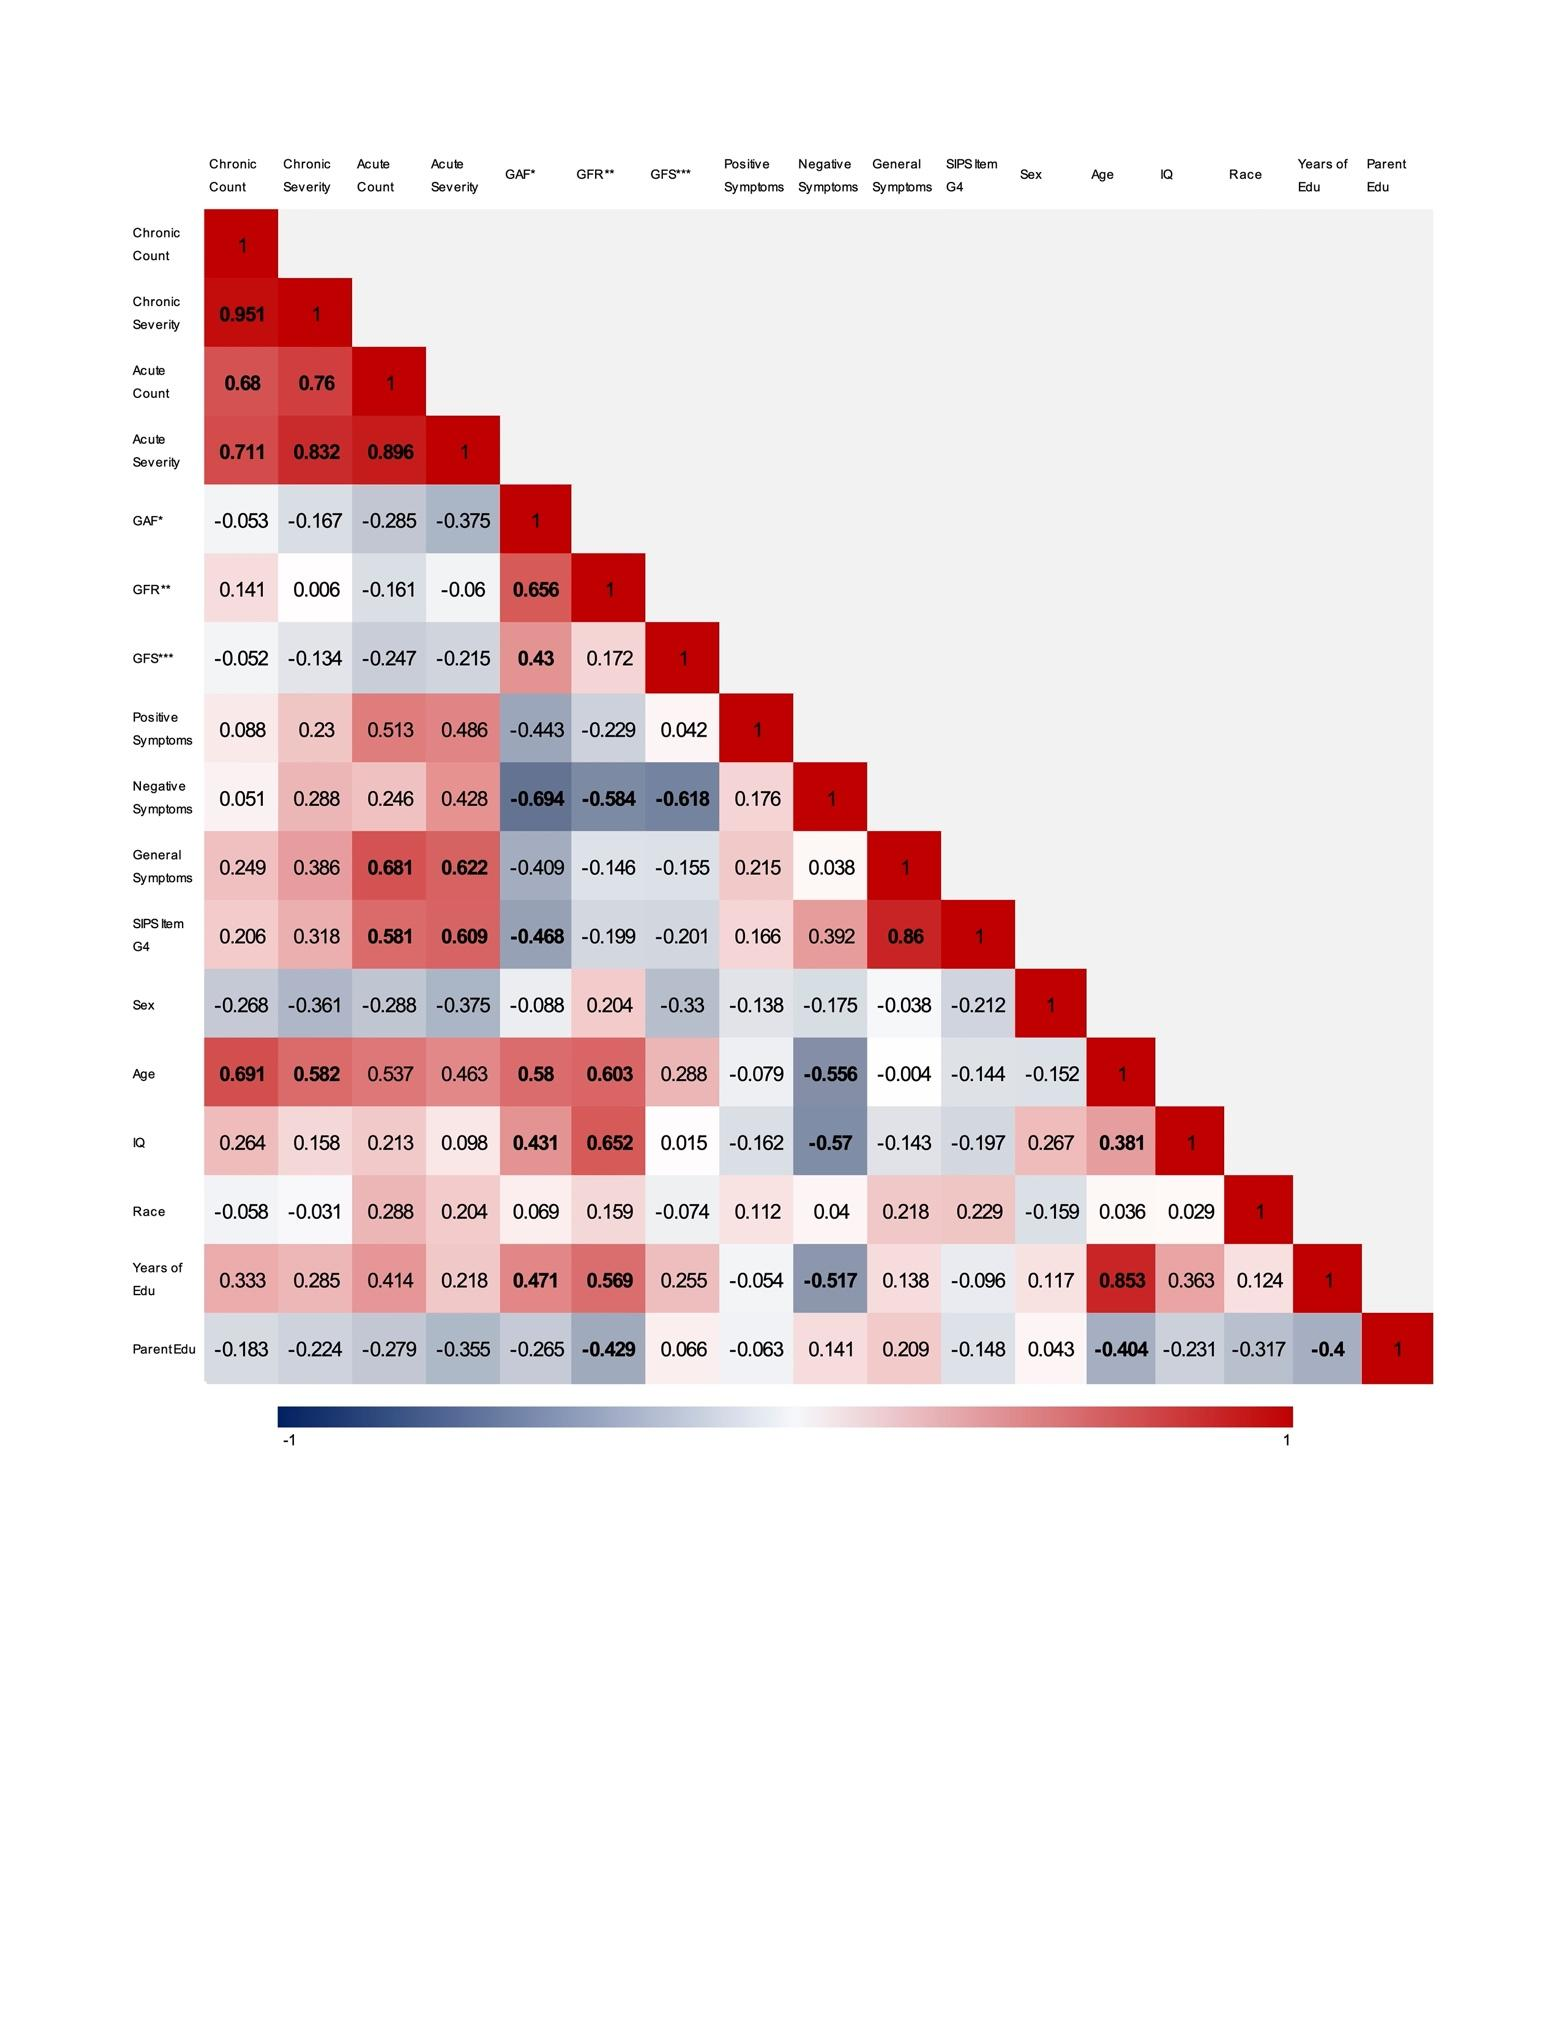 Chronic Count Chronic Severity Acute Count Acute Severity GAF* GFR** GFS*** Positive Symptoms Negative Symptoms General Symptoms SIPS Item G4 Sex Age IQ Race Years of Edu Parent Edu
Chronic Count 1
Chronic Severity 0.951 1
Acute Count 0.68 0.76 1
Acute Severity 0.711 0.832 0.896 1
GAF* -0.053 -0.167 -0.285 -0.375 1
GFR** 0.141 0.006 -0.161 -0.06 0.656 1
GFS*** -0.052 -0.134 -0.247 -0.215 0.43 0.172 1
Positive Symptoms 0.088 0.23 0.513 0.486 -0.443 -0.229 0.042 1
Negative Symptoms 0.051 0.288 0.246 0.428 -0.694 -0.584 -0.618 0.176 1
General Symptoms 0.249 0.386 0.681 0.622 -0.409 -0.146 -0.155 0.215 0.038 1
SIPS Item G4 0.206 0.318 0.581 0.609 -0.468 -0.199 -0.201 0.166 0.392 0.86 1
Sex -0.268 -0.361 -0.288 -0.375 -0.088 0.204 -0.33 -0.138 -0.175 -0.038 -0.212 1
Age 0.691 0.582 0.537 0.463 0.58 0.603 0.288 -0.079 -0.556 -0.004 -0.144 -0.152 1
IQ 0.264 0.158 0.213 0.098 0.431 0.652 0.015 -0.162 -0.57 -0.143 -0.197 0.267 0.381 1
Race -0.058 -0.031 0.288 0.204 0.069 0.159 -0.074 0.112 0.04 0.218 0.229 -0.159 0.036 0.029 1
Years of Edu 0.333 0.285 0.414 0.218 0.471 0.569 0.255 -0.054 -0.517 0.138 -0.096 0.117 0.853 0.363 0.124 1
Parent Edu -0.183 -0.224 -0.279 -0.355 -0.265 -0.429 0.066 -0.063 0.141 0.209 -0.148 0.043 -0.404 -0.231 -0.317 -0.4 1
-1 1